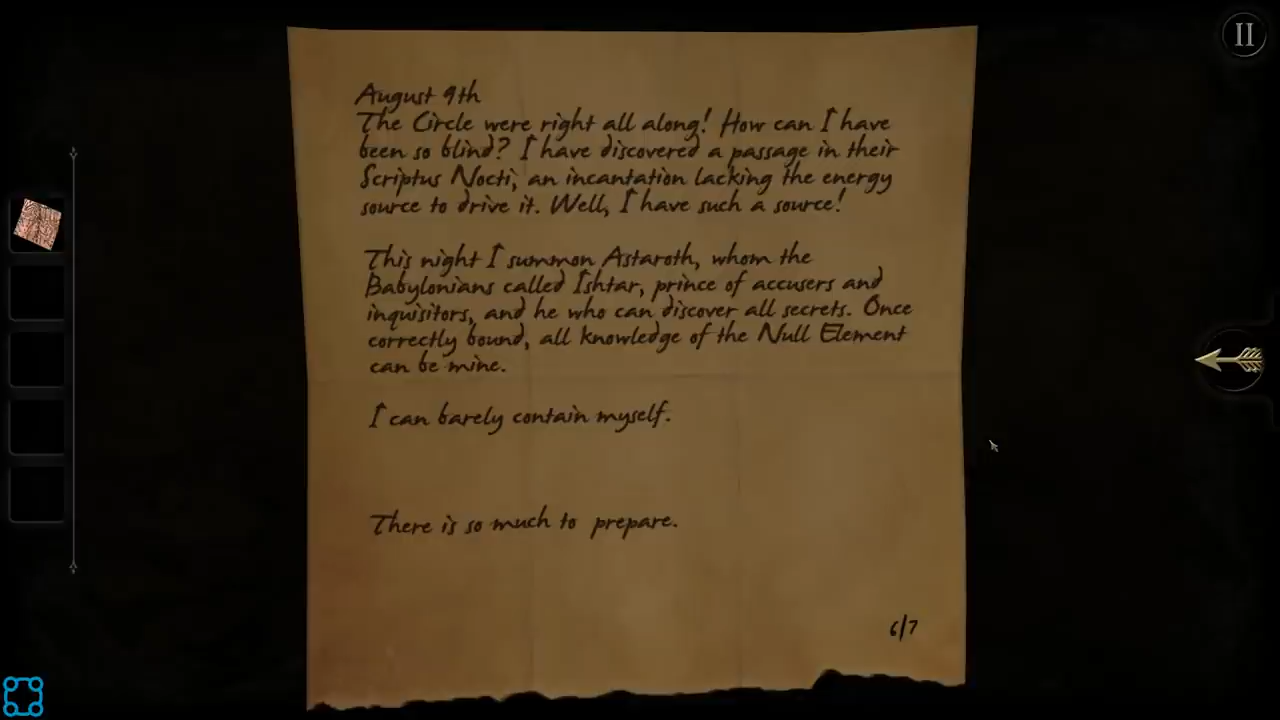 August 9th
The Circle were right all along! How can I have
been so blind? I have discovered a passage in their
Scriptus Nocti, an incantation lacking the energy
source to drive it. Well, I have such a source!
This night I summon Astaroth, whom the
Babylonians called Ishtar, prince of accusers and
inquisitors, and he who can discover all secrets. Once
correctly bound, all knowledge of the Null Element
can be mine.
I can barely contain myself.
There is so much to prepare.
6/7